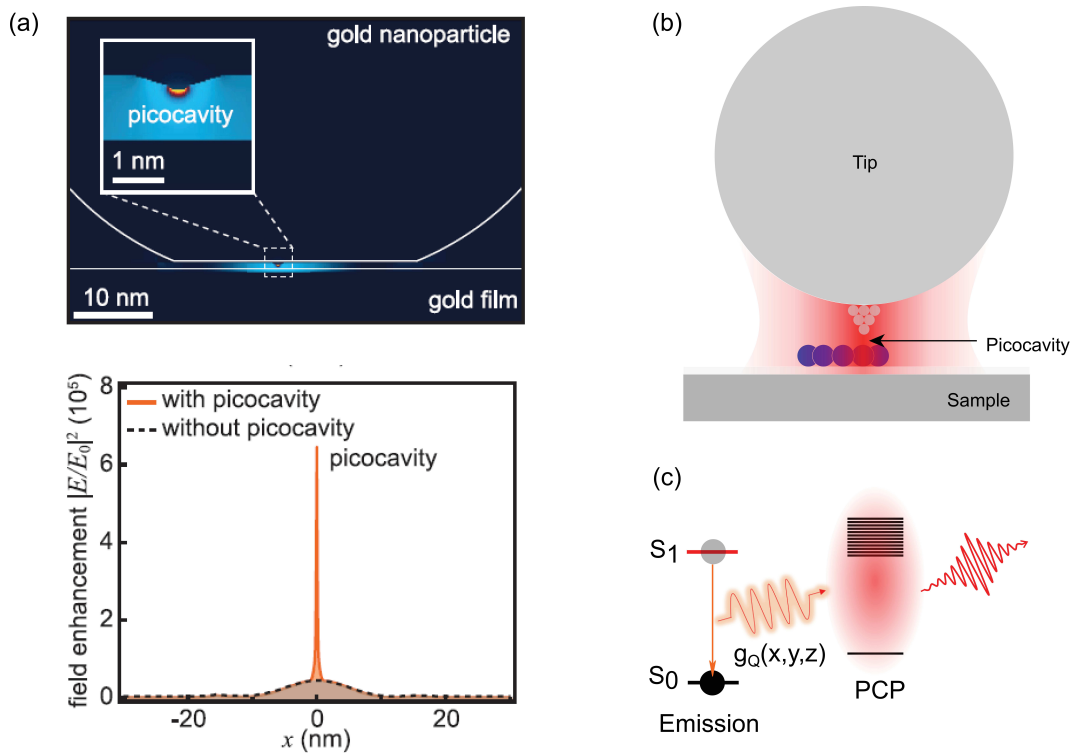 (a)
gold nanoparticle
picocavity
1 nm
10 nm
gold film
field enhancement |E/E₀|² (10⁵)
8
6
4
2
0
with picocavity
without picocavity
picocavity
-20
0
20
x (nm)
(b)
Tip
Picocavity
Sample
(c)
S₁
g_Q(x,y,z)
S₀
PCP
Emission